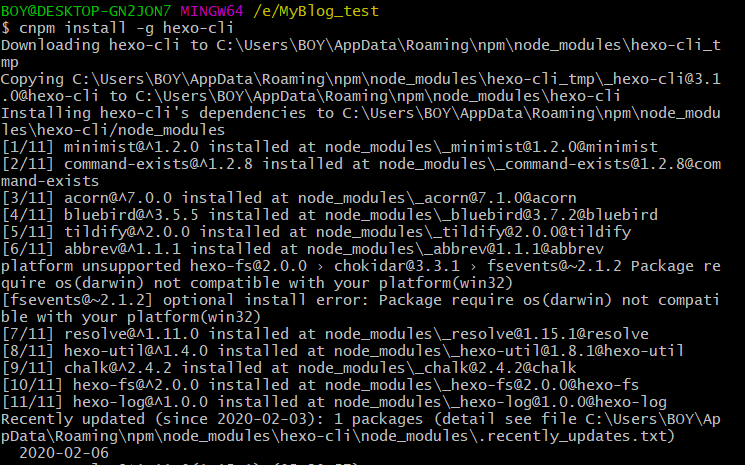 BOY@DESKTOP-GN2JON7 MINGW64 /e/MyBlog_test
$ cnpm install -g hexo-cli
Downloading hexo-cli to C:\Users\BOY\AppData\Roaming\npm\node_modules\hexo-cli_t
mp
Copying C:\Users\BOY\AppData\Roaming\npm\node_modules\hexo-cli_tmp\_hexo-cli@3.1
.0@hexo-cli to C:\Users\BOY\AppData\Roaming\npm\node_modules\hexo-cli
Installing hexo-cli's dependencies to C:\Users\BOY\AppData\Roaming\npm\node_modu
les\hexo-cli/node_modules
[1/11] minimist@^1.2.0 installed at node_modules\_minimist@1.2.0@minimist
[2/11] command-exists@^1.2.8 installed at node_modules\_command-exists@1.2.8@com
mand-exists
[3/11] acorn@^7.0.0 installed at node_modules\_acorn@7.1.0@acorn
[4/11] bluebird@^3.5.5 installed at node_modules\_bluebird@3.7.2@bluebird
[5/11] tildify@^2.0.0 installed at node_modules\_tildify@2.0.0@tildify
[6/11] abbrev@^1.1.1 installed at node_modules\_abbrev@1.1.1@abbrev
platform unsupported hexo-fs@2.0.0 › chokidar@3.3.1 › fsevents@~2.1.2 Package re
quire os(darwin) not compatible with your platform(win32)
[fsevents@~2.1.2] optional install error: Package require os(darwin) not compati
ble with your platform(win32)
[7/11] resolve@^1.11.0 installed at node_modules\_resolve@1.15.1@resolve
[8/11] hexo-util@^1.4.0 installed at node_modules\_hexo-util@1.8.1@hexo-util
[9/11] chalk@^2.4.2 installed at node_modules\_chalk@2.4.2@chalk
[10/11] hexo-fs@^2.0.0 installed at node_modules\_hexo-fs@2.0.0@hexo-fs
[11/11] hexo-log@^1.0.0 installed at node_modules\_hexo-log@1.0.0@hexo-log
Recently updated (since 2020-02-03): 1 packages (detail see file C:\Users\BOY\Ap
pData\Roaming\npm\node_modules\hexo-cli\node_modules\.recently_updates.txt)
2020-02-06